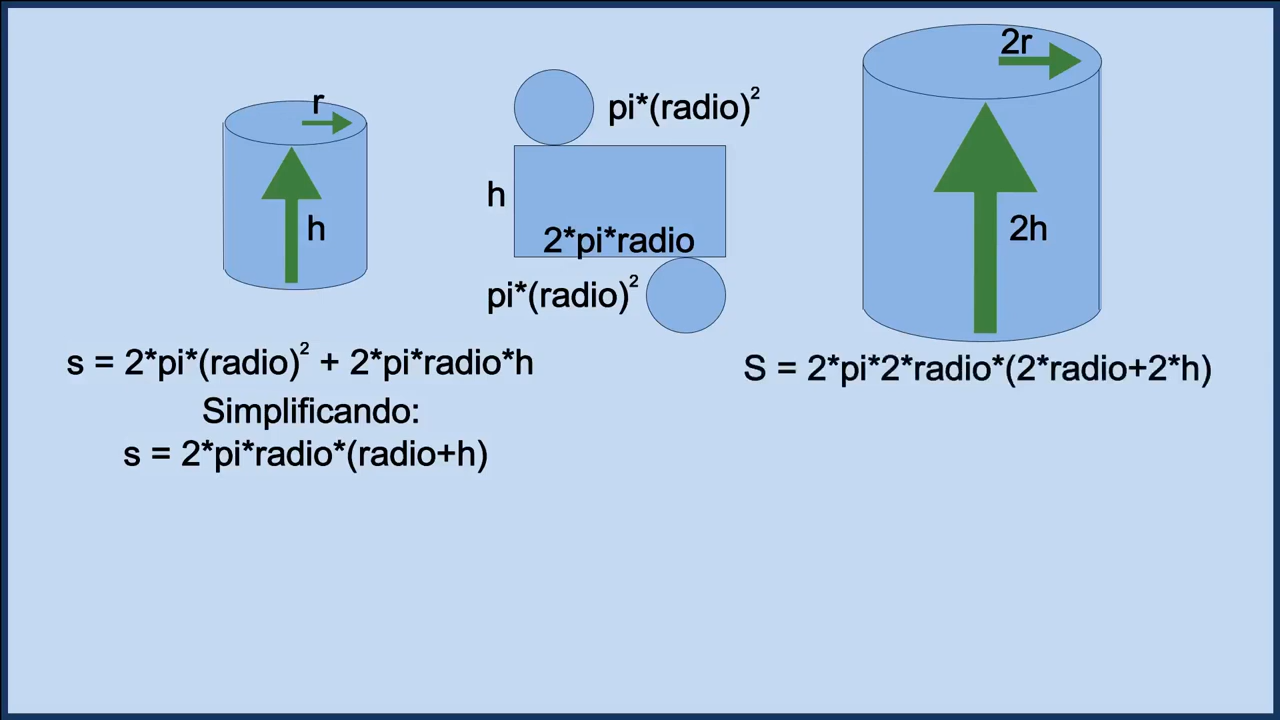 r
h
pi*(radio)²
h
2*pi*radio
pi*(radio)²
2r
2h
s = 2*pi*(radio)² + 2*pi*radio*h
Simplificando:
s = 2*pi*radio*(radio+h)
S = 2*pi*2*radio*(2*radio+2*h)